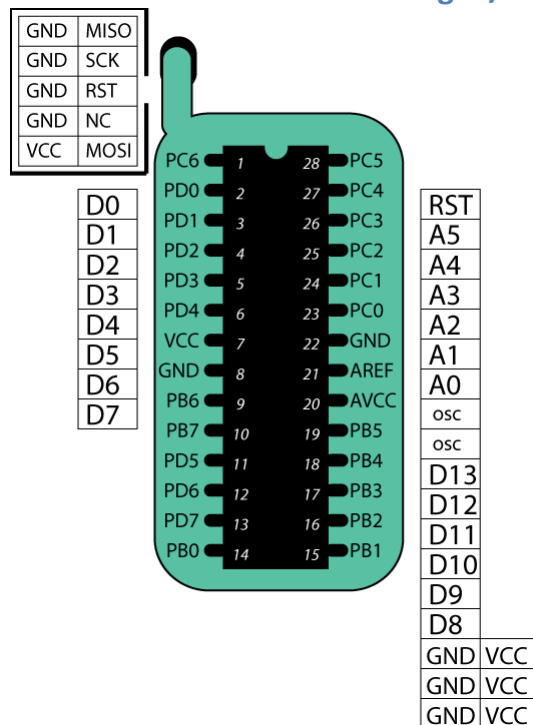 GND MISO
GND SCK
GND RST
GND NC
VCC MOSI
D0
D1
D2
D3
D4
D5
D6
D7
PC6 1 28 PC5
PD0 2 27 PC4
PD1 3 26 PC3
PD2 4 25 PC2
PD3 5 24 PC1
PD4 6 23 PC0
VCC 7 22 GND
GND 8 21 AREF
PB6 9 20 AVCC
PB7 10 19 PB5
PD5 11 18 PB4
PD6 12 17 PB3
PD7 13 16 PB2
PB0 14 15 PB1
RST
A5
A4
A3
A2
A1
A0
osc
osc
D13
D12
D11
D10
D9
D8
GND VCC
GND VCC
GND VCC